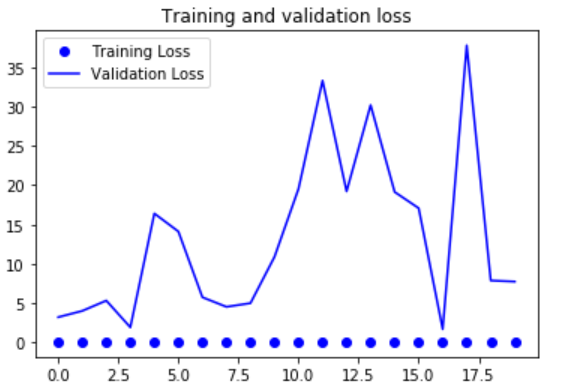 Training and validation loss
Training Loss
Validation Loss
35
30
25
20
15
10
5
0
0.0 2.5 5.0 7.5 10.0 12.5 15.0 17.5